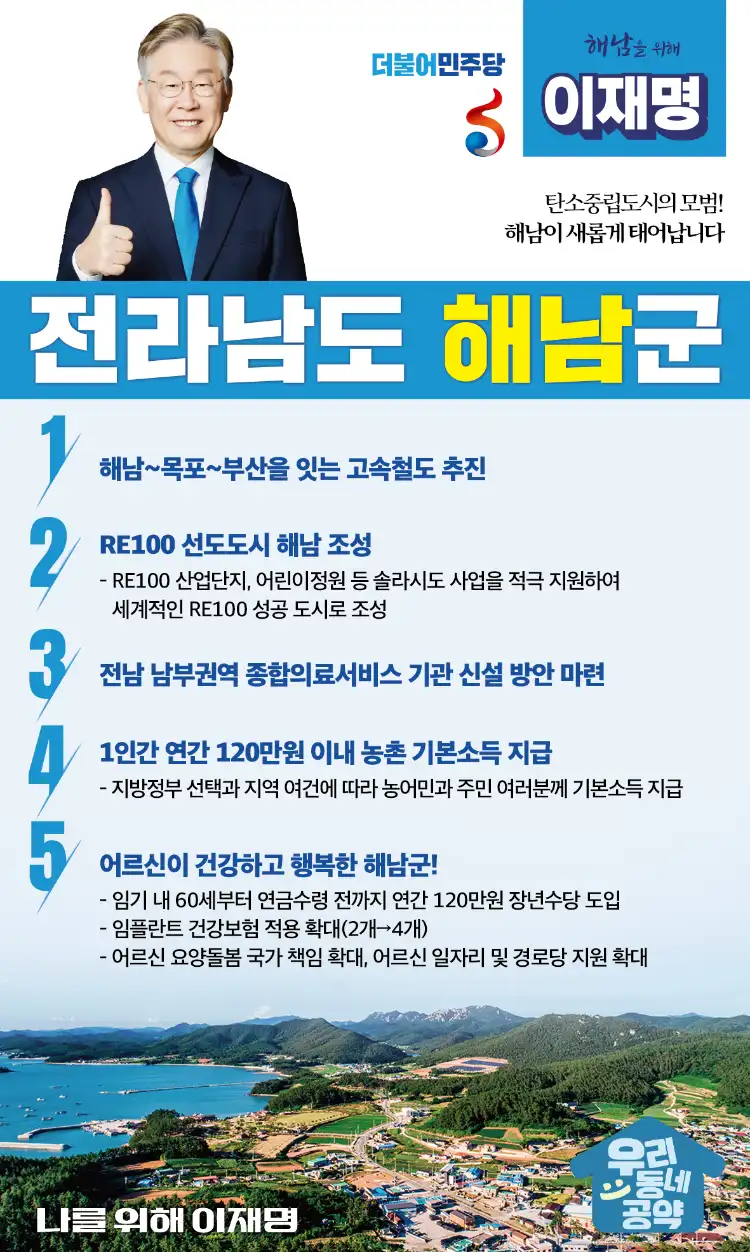 더불어민주당
해남을 위해
이재명
탄소중립도시의 모범!
해남이 새롭게 태어납니다
전라남도 해남군
1
해남~목포~부산을 잇는 고속철도 추진
2
RE100 선도도시 해남 조성
- RE100 산업단지, 어린이정원 등 솔라시도 사업을 적극 지원하여
세계적인 RE100 성공 도시로 조성
3
전남 남부권역 종합의료서비스 기관 신설 방안 마련
4
1인간 연간 120만원 이내 농촌 기본소득 지급
- 지방정부 선택과 지역 여건에 따라 농어민과 주민 여러분께 기본소득 지급
5
어르신이 건강하고 행복한 해남군!
- 임기 내 60세부터 연금수령 전까지 연간 120만원 장년수당 도입
- 임플란트 건강보험 적용 확대(2개→4개)
- 어르신 요양돌봄 국가 책임 확대, 어르신 일자리 및 경로당 지원 확대
나를 위해 이재명
우리
동네
공약